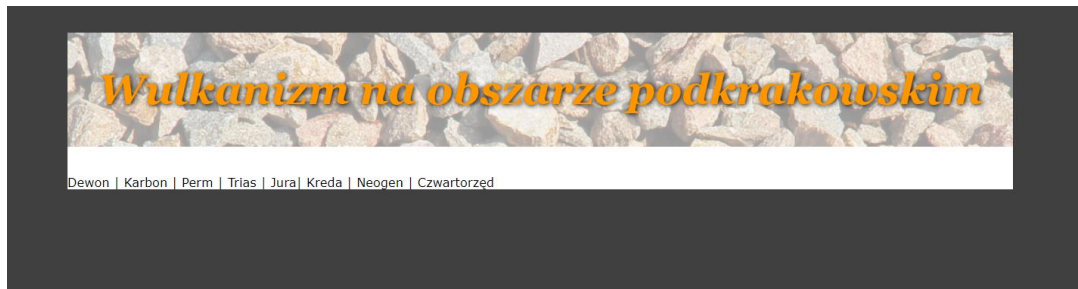 Wulkanizm na obszarze podkrakowskim
Dewon | Karbon | Perm | Trias | Jura| Kreda | Neogen | Czwartorzęd